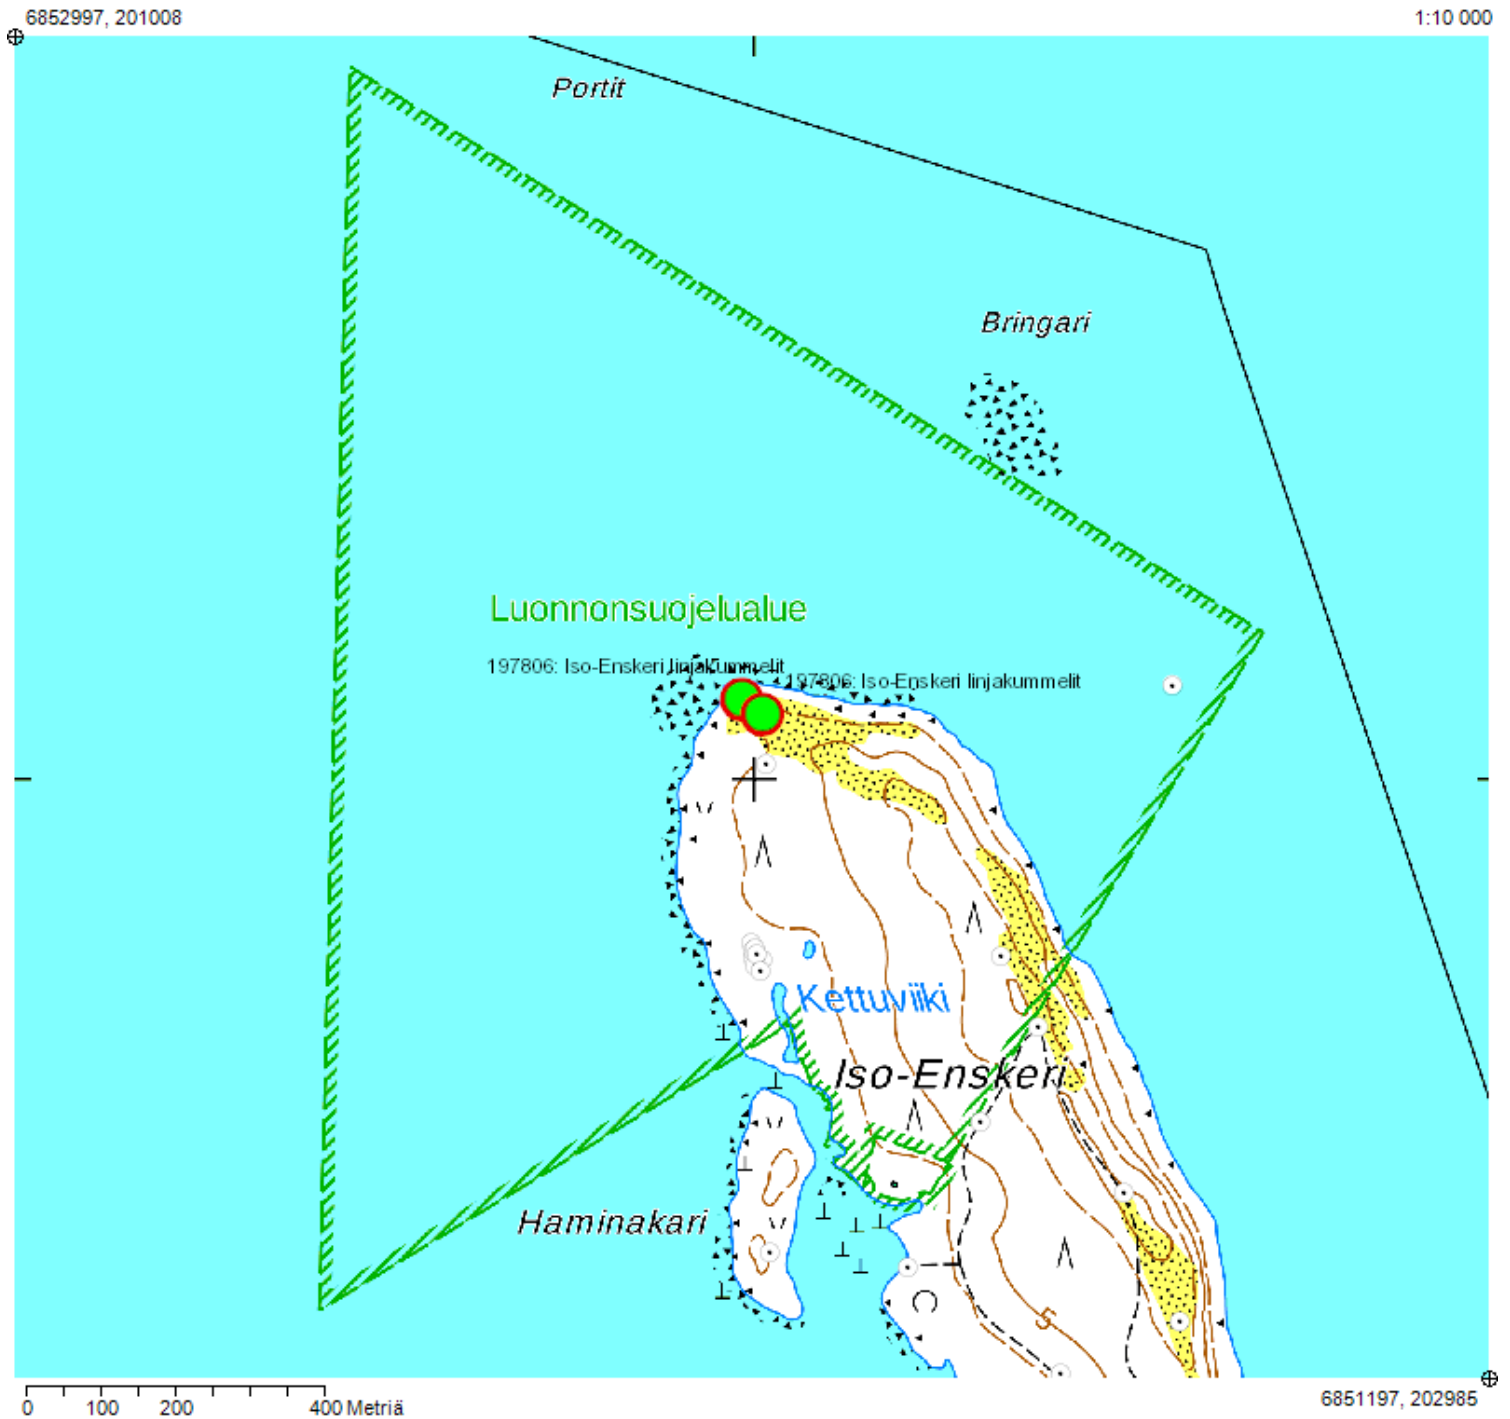 6852997, 201008
1:10 000
Portit
Bringari
Luonnonsuojelualue
197806: Iso-Enskeri linjakummelit
197806: Iso-Enskeri linjakummelit
Kettuviiki
Iso-Enskeri
Haminakari
5
6851197, 202985
0 100 200 400 Metriä